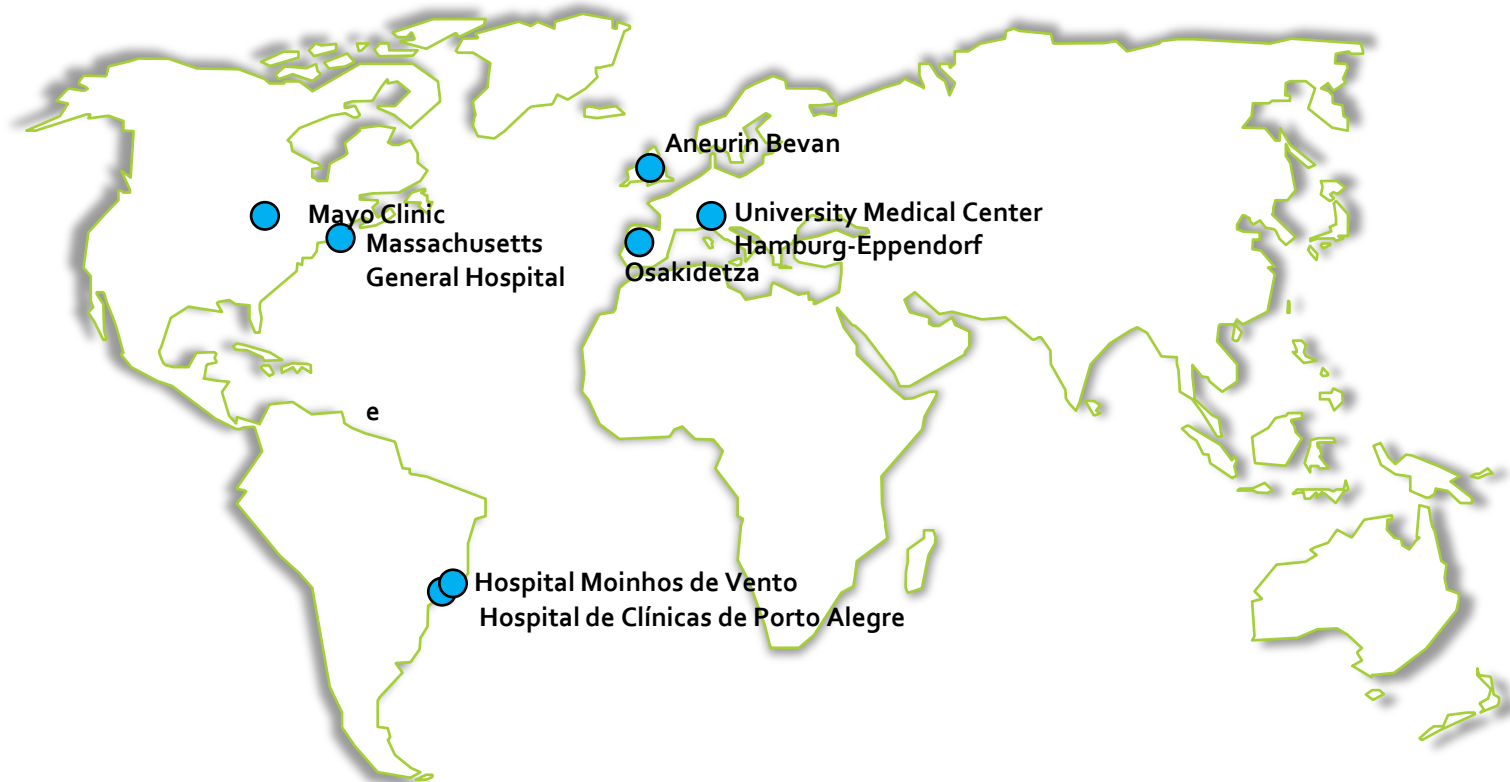 Aneurin Bevan
Mayo Clinic
Massachusetts
General Hospital
University Medical Center
Hamburg-Eppendorf
Osakidetza
e
Hospital Moinhos de Vento
Hospital de Clínicas de Porto Alegre